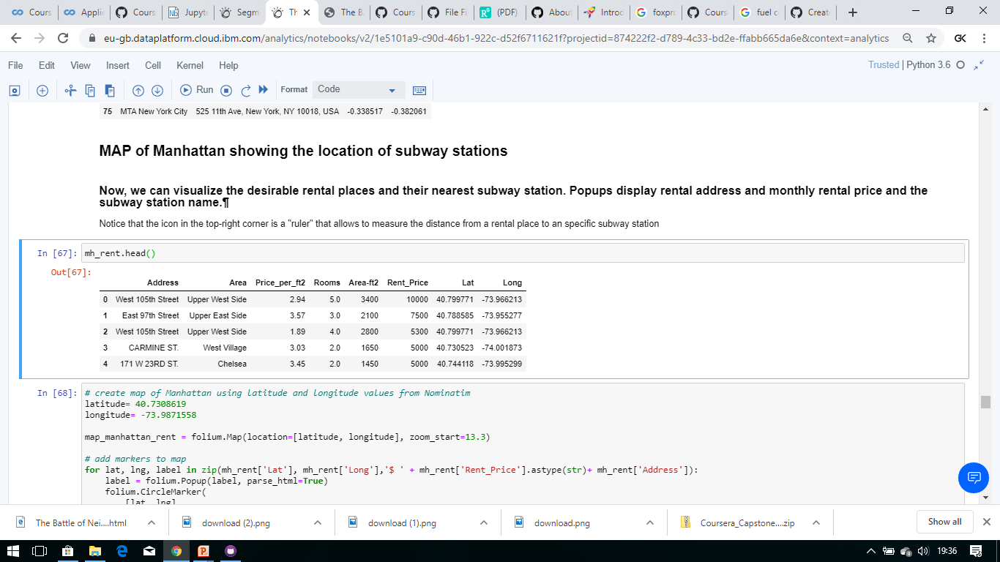 Cours
Applie
Cours
Jupyte
Segm
Th
The B
Cours
File Fi
(PDF)
About
Introd
foxpro
Cours
fuel c
Create
eu-gb.dataplatform.cloud.ibm.com/analytics/notebooks/v2/1e5101a9-c90d-46b1-922c-d52f6711621f?projectid=874222f2-d789-4c33-bd2e-ffabb665da6e&context=analytics
GK
File Edit View Insert Cell Kernel Help
Trusted | Python 3.6
Run
Format
Code
75 MTA New York City 525 11th Ave, New York, NY 10018, USA -0.338517 -0.382061
MAP of Manhattan showing the location of subway stations
Now, we can visualize the desirable rental places and their nearest subway station. Popups display rental address and monthly rental price and the
subway station name.¶
Notice that the icon in the top-right corner is a "ruler" that allows to measure the distance from a rental place to an specific subway station
In [67]: mh_rent.head()
Out[67]:
Address Area Price_per_ft2 Rooms Area-ft2 Rent_Price Lat Long
0 West 105th Street Upper West Side 2.94 5.0 3400 10000 40.799771 -73.966213
1 East 97th Street Upper East Side 3.57 3.0 2100 7500 40.788585 -73.955277
2 West 105th Street Upper West Side 1.89 4.0 2800 5300 40.799771 -73.966213
3 CARMINE ST. West Village 3.03 2.0 1650 5000 40.730523 -74.001873
4 171 W 23RD ST. Chelsea 3.45 2.0 1450 5000 40.744118 -73.995299
In [68]: # create map of Manhattan using latitude and longitude values from Nominatim
latitude= 40.7308619
longitude= -73.9871558
map_manhattan_rent = folium.Map(location=[latitude, longitude], zoom_start=13.3)
# add markers to map
for lat, lng, label in zip(mh_rent['Lat'], mh_rent['Long'],'$ ' + mh_rent['Rent_Price'].astype(str)+ mh_rent['Address']):
label = folium.Popup(label, parse_html=True)
folium.CircleMarker(
[lat, lng]
The Battle of Nei....html
download (2).png
download (1).png
download.png
Coursera_Capstone....zip
Show all
19:36